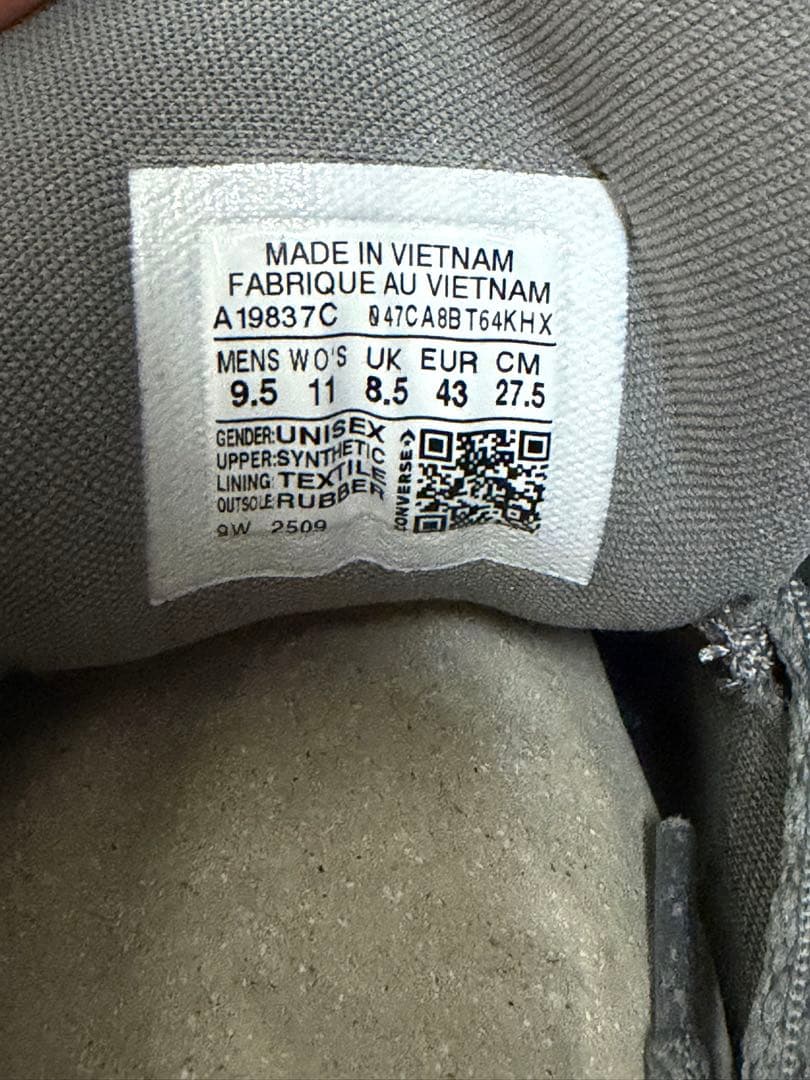 MADE IN VIETNAM
FABRIQUE AU VIETNAM
A19837C 047CA8BT64KHX
MENS WO'S UK EUR CM
9.5 11 8.5 43 27.5
GENDER:UNISEX
UPPER:SYNTHETIC
LINING:TEXTILE
OUTSOLE:RUBBER
9W 2509
CONVERSE